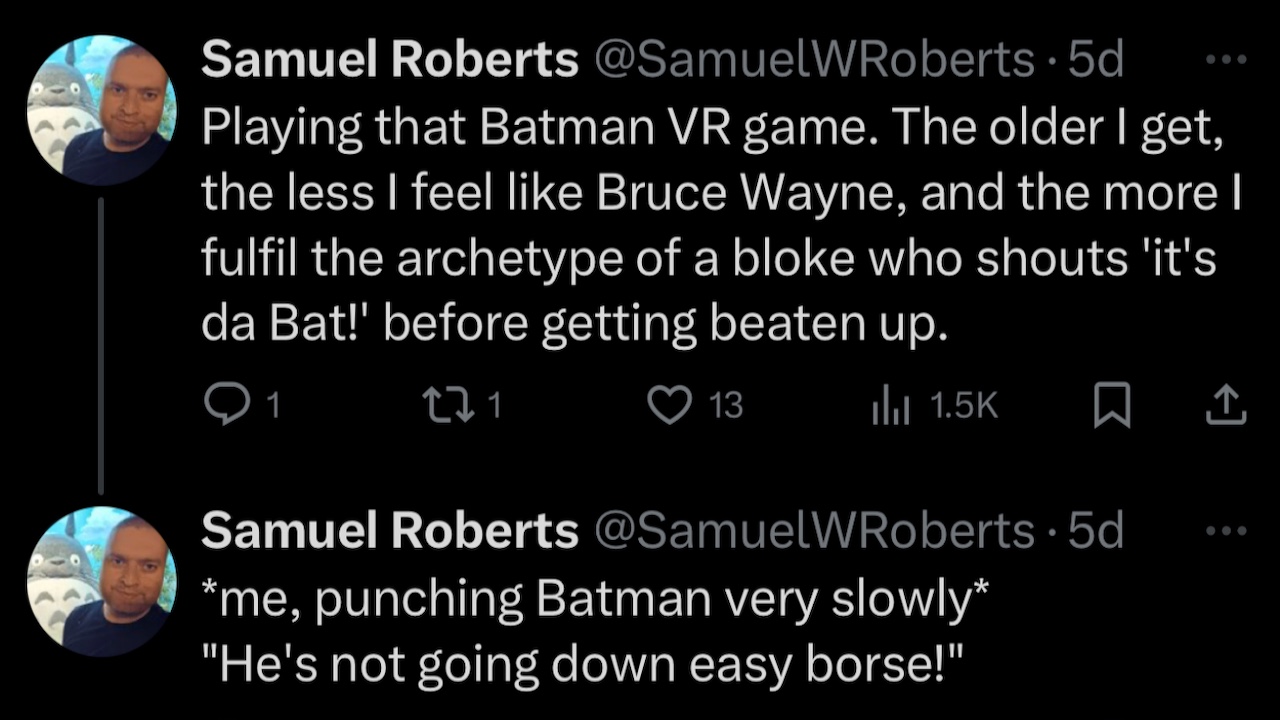 Samuel Roberts @SamuelWRoberts · 5d
Playing that Batman VR game. The older I get,
the less I feel like Bruce Wayne, and the more I
fulfil the archetype of a bloke who shouts 'it's
da Bat!' before getting beaten up.
1 1 13 1.5K
Samuel Roberts @SamuelWRoberts · 5d
*me, punching Batman very slowly*
"He's not going down easy borse!"